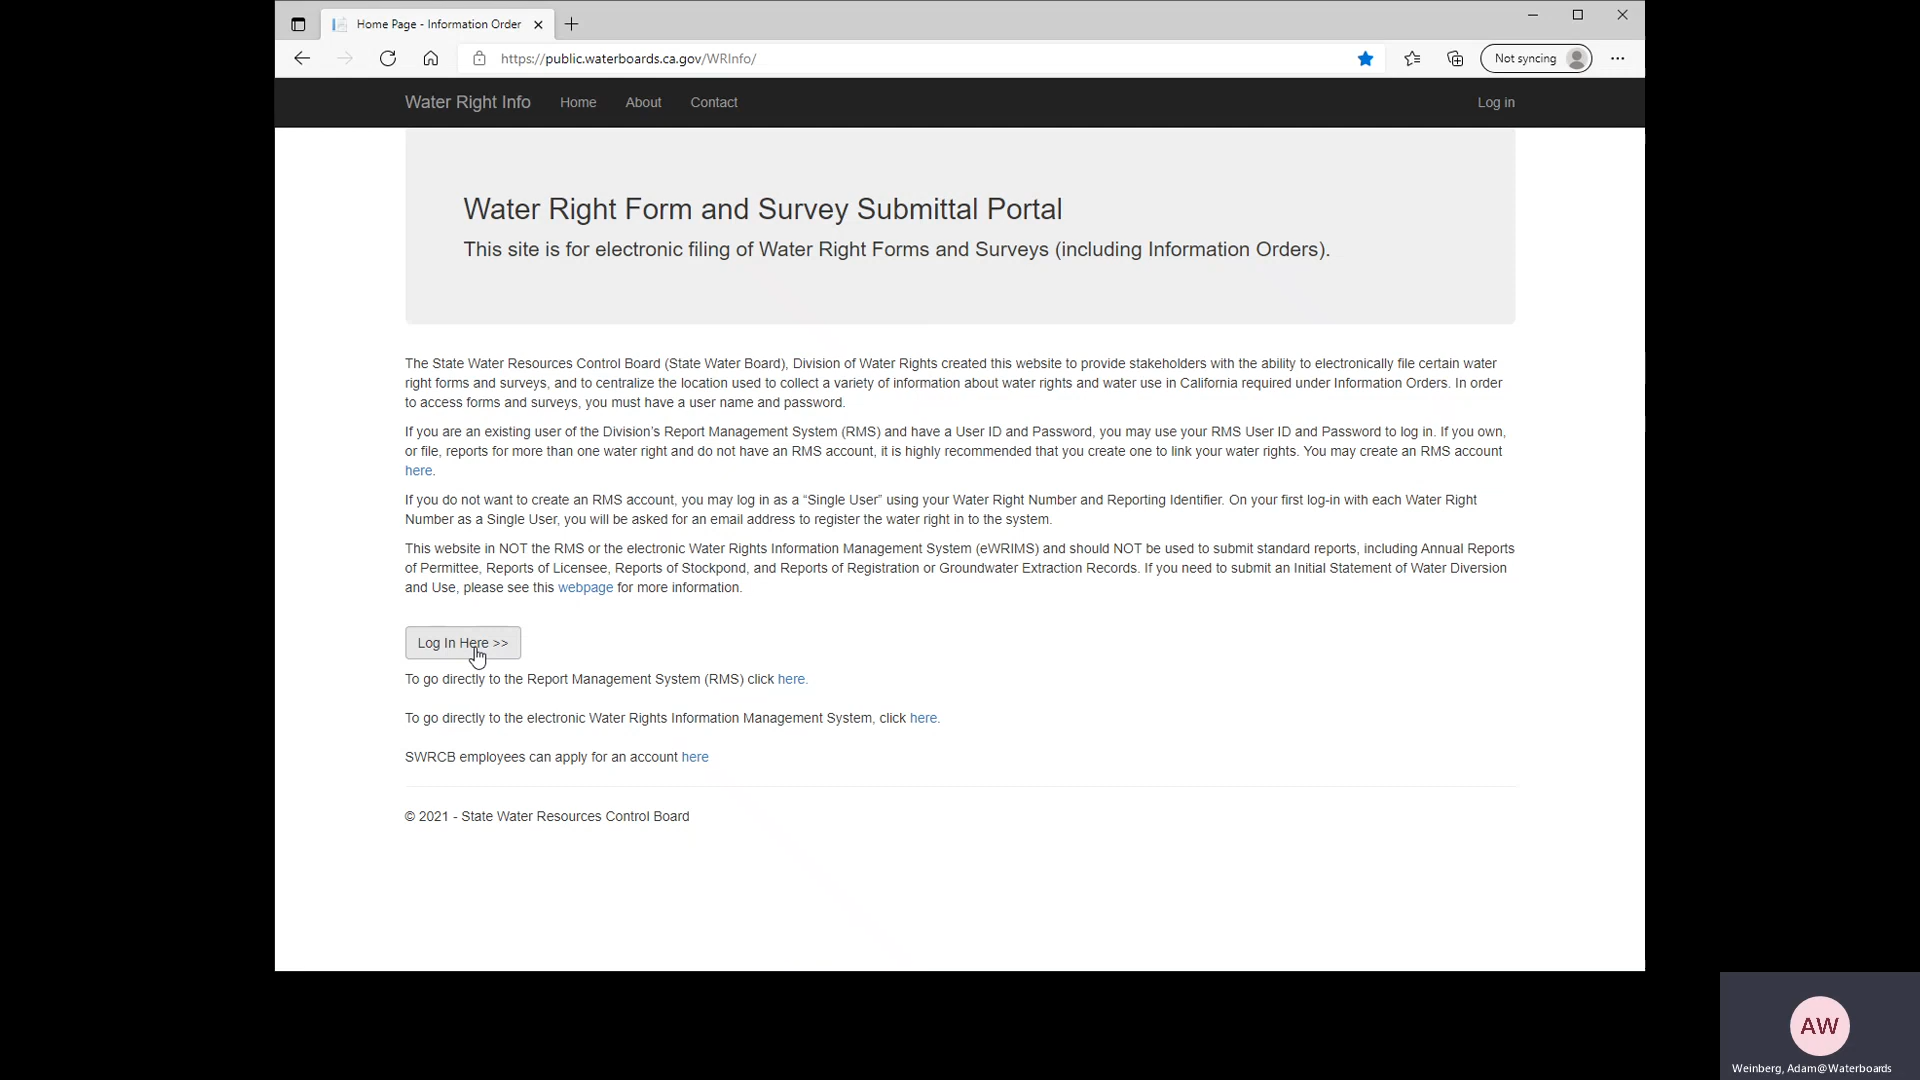 Home Page - Information Order
https://public.waterboards.ca.gov/WRInfo/
Not syncing
Water Right Info Home About Contact Log in
Water Right Form and Survey Submittal Portal
This site is for electronic filing of Water Right Forms and Surveys (including Information Orders).
The State Water Resources Control Board (State Water Board), Division of Water Rights created this website to provide stakeholders with the ability to electronically file certain water
right forms and surveys, and to centralize the location used to collect a variety of information about water rights and water use in California required under Information Orders. In order
to access forms and surveys, you must have a user name and password.
If you are an existing user of the Division’s Report Management System (RMS) and have a User ID and Password, you may use your RMS User ID and Password to log in. If you own,
or file, reports for more than one water right and do not have an RMS account, it is highly recommended that you create one to link your water rights. You may create an RMS account
here.
If you do not want to create an RMS account, you may log in as a “Single User” using your Water Right Number and Reporting Identifier. On your first log-in with each Water Right
Number as a Single User, you will be asked for an email address to register the water right in to the system.
This website in NOT the RMS or the electronic Water Rights Information Management System (eWRIMS) and should NOT be used to submit standard reports, including Annual Reports
of Permittee, Reports of Licensee, Reports of Stockpond, and Reports of Registration or Groundwater Extraction Records. If you need to submit an Initial Statement of Water Diversion
and Use, please see this webpage for more information.
Log In Here >>
To go directly to the Report Management System (RMS) click here.
To go directly to the electronic Water Rights Information Management System, click here.
SWRCB employees can apply for an account here
© 2021 - State Water Resources Control Board
AW
Weinberg, Adam@Waterboards